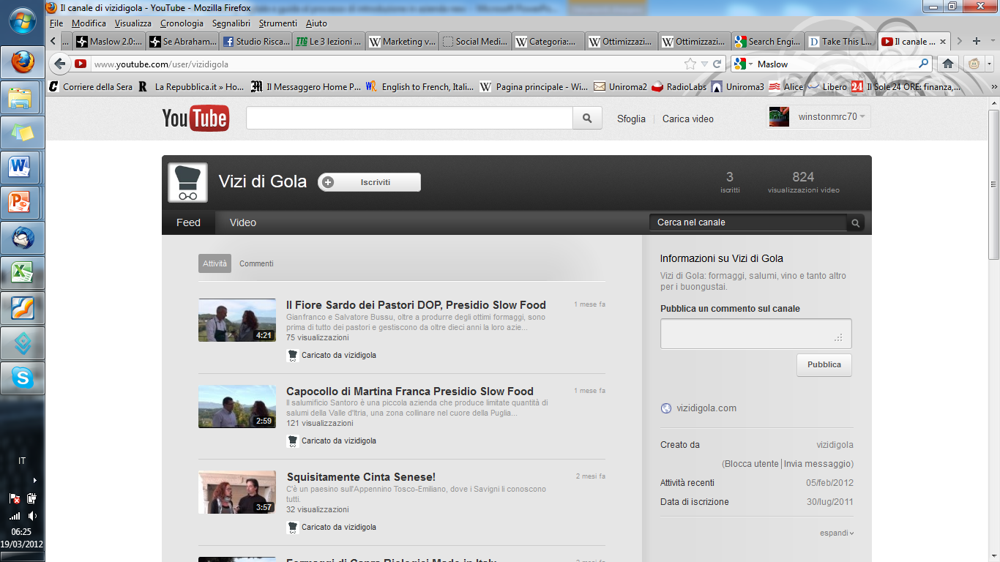 Il canale di vizidigola - YouTube - Mozilla Firefox
File Modifica Visualizza Cronologia Segnalibri Strumenti Aiuto
... Maslow 2.0:... Se Abraham... Studio Risca... Le 3 lezioni ... Marketing v... Social Medi... Categoria:... Ottimizzazi... Ottimizzazi... Search Engi... Take This L... Il canale ...
www.youtube.com/user/vizidigola
Maslow
Corriere della Sera La Repubblica.it » Ho... Il Messaggero Home P... English to French, Itali... Pagina principale - Wi... Uniroma2 RadioLabs Uniroma3 Alice Libero Il Sole 24 ORE: finanza,...
YouTube
Sfoglia
Carica video
winstonmrc70
Vizi di Gola
Iscriviti
3
iscritti
824
visualizzazioni video
Feed
Video
Cerca nel canale
Attività
Commenti
4:21
Il Fiore Sardo dei Pastori DOP, Presidio Slow Food
1 mese fa
Gianfranco e Salvatore Bussu, oltre a produrre degli ottimi formaggi, sono
prima di tutto dei pastori e gestiscono da oltre dieci anni la loro azie...
75 visualizzazioni
Caricato da vizidigola
2:59
Capocollo di Martina Franca Presidio Slow Food
1 mese fa
Il salumificio Santoro è una piccola azienda che produce limitate quantità di
salumi della Valle d'Itria, una zona collinare nel cuore della Puglia...
121 visualizzazioni
Caricato da vizidigola
3:57
Squisitamente Cinta Senese!
2 mesi fa
C'è un paesino sull'Appennino Tosco-Emiliano, dove i Savigni li conoscono
tutti.
32 visualizzazioni
Caricato da vizidigola
Formaggi di Capra Biologici Made in Italy
2 mesi fa
Informazioni su Vizi di Gola
Vizi di Gola: formaggi, salumi, vino e tanto altro
per i buongustai.
Pubblica un commento sul canale
Pubblica
vizidigola.com
Creato da vizidigola
(Blocca utente|Invia messaggio)
Attività recenti 05/feb/2012
Data di iscrizione 30/lug/2011
espandi
IT
06:25
19/03/2012